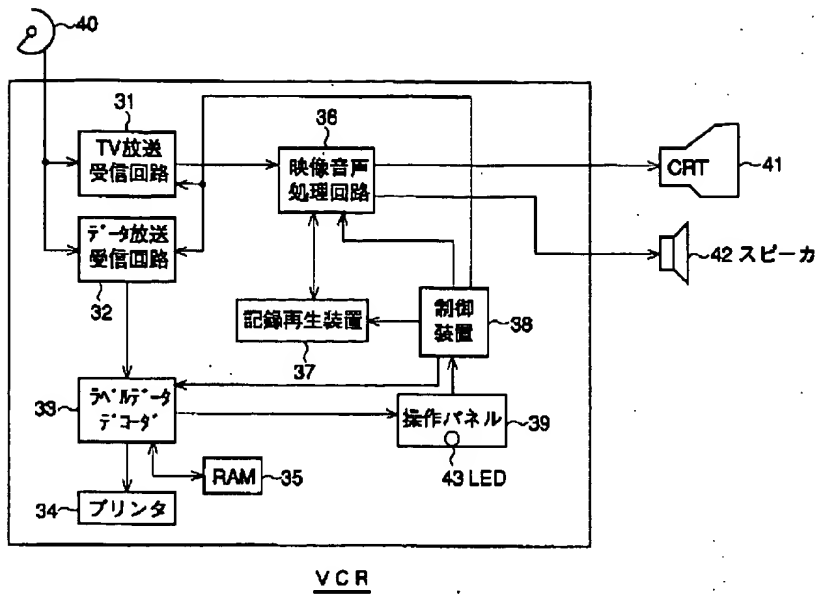 40
31
TV放送
受信回路
36
映像音声
処理回路
CRT
41
データ放送
受信回路
32
42 スピーカ
記録再生装置
37
制御
装置
38
33
ラベルデータ
デコーダ
操作パネル
39
43 LED
RAM
35
34
プリンタ
VCR